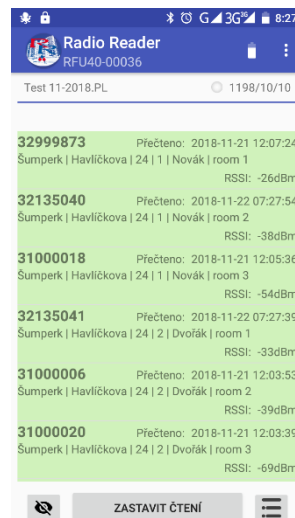 G 3G 8:27
Radio Reader
RFU40-00036
Test 11-2018.PL 1198/10/10
32999873 Přečteno: 2018-11-21 12:07:24
Šumperk | Havlíčkova | 24 | 1 | Novák | room 1
RSSI: -26dBm
32135040 Přečteno: 2018-11-22 07:27:54
Šumperk | Havlíčkova | 24 | 1 | Novák | room 2
RSSI: -38dBm
31000018 Přečteno: 2018-11-21 12:05:36
Šumperk | Havlíčkova | 24 | 1 | Novák | room 3
RSSI: -54dBm
32135041 Přečteno: 2018-11-22 07:27:39
Šumperk | Havlíčkova | 24 | 2 | Dvořák | room 1
RSSI: -33dBm
31000006 Přečteno: 2018-11-21 12:03:53
Šumperk | Havlíčkova | 24 | 2 | Dvořák | room 2
RSSI: -39dBm
31000020 Přečteno: 2018-11-21 12:03:39
Šumperk | Havlíčkova | 24 | 2 | Dvořák | room 3
RSSI: -69dBm
ZASTAVIT ČTENÍ